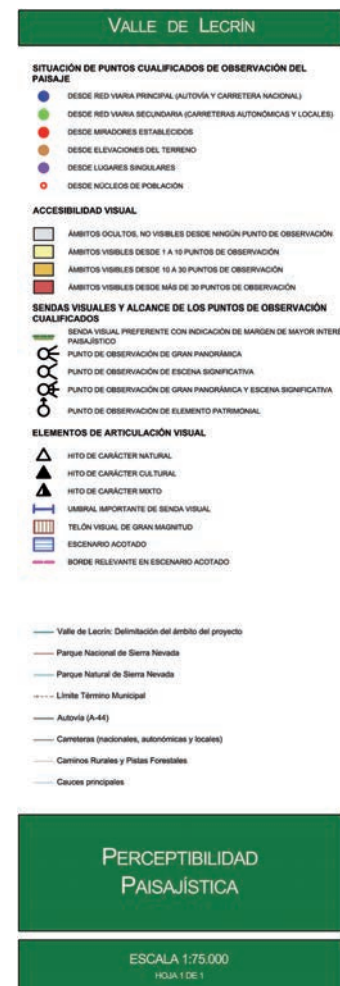 VALLE DE LECRÍN
SITUACIÓN DE PUNTOS CUALIFICADOS DE OBSERVACIÓN DEL
PAISAJE
DESDE RED VIARIA PRINCIPAL (AUTOVÍA Y CARRETERA NACIONAL)
DESDE RED VIARIA SECUNDARIA (CARRETERAS AUTONÓMICAS Y LOCALES)
DESDE MIRADORES ESTABLECIDOS
DESDE ELEVACIONES DEL TERRENO
DESDE LUGARES SINGULARES
DESDE NÚCLEOS DE POBLACIÓN
ACCESIBILIDAD VISUAL
ÁMBITOS OCULTOS, NO VISIBLES DESDE NINGÚN PUNTO DE OBSERVACIÓN
ÁMBITOS VISIBLES DESDE 1 A 10 PUNTOS DE OBSERVACIÓN
ÁMBITOS VISIBLES DESDE 10 A 30 PUNTOS DE OBSERVACIÓN
ÁMBITOS VISIBLES DESDE MÁS DE 30 PUNTOS DE OBSERVACIÓN
SENDAS VISUALES Y ALCANCE DE LOS PUNTOS DE OBSERVACIÓN
CUALIFICADOS
SENDA VISUAL PREFERENTE CON INDICACIÓN DE MARGEN DE MAYOR INTERE
PAISAJÍSTICO
PUNTO DE OBSERVACIÓN DE GRAN PANORÁMICA
PUNTO DE OBSERVACIÓN DE ESCENA SIGNIFICATIVA
PUNTO DE OBSERVACIÓN DE GRAN PANORÁMICA Y ESCENA SIGNIFICATIVA
PUNTO DE OBSERVACIÓN DE ELEMENTO PATRIMONIAL
ELEMENTOS DE ARTICULACIÓN VISUAL
HITO DE CARÁCTER NATURAL
HITO DE CARÁCTER CULTURAL
HITO DE CARÁCTER MIXTO
UMBRAL IMPORTANTE DE SENDA VISUAL
TELÓN VISUAL DE GRAN MAGNITUD
ESCENARIO ACOTADO
BORDE RELEVANTE EN ESCENARIO ACOTADO
Valle de Lecrín: Delimitación del ámbito del proyecto
Parque Nacional de Sierra Nevada
Parque Natural de Sierra Nevada
Límite Término Municipal
Autovía (A-44)
Carreteras (nacionales, autonómicas y locales)
Caminos Rurales y Pistas Forestales
Cauces principales
PERCEPTIBILIDAD
PAISAJÍSTICA
ESCALA 1:75.000
HOJA 1 DE 1